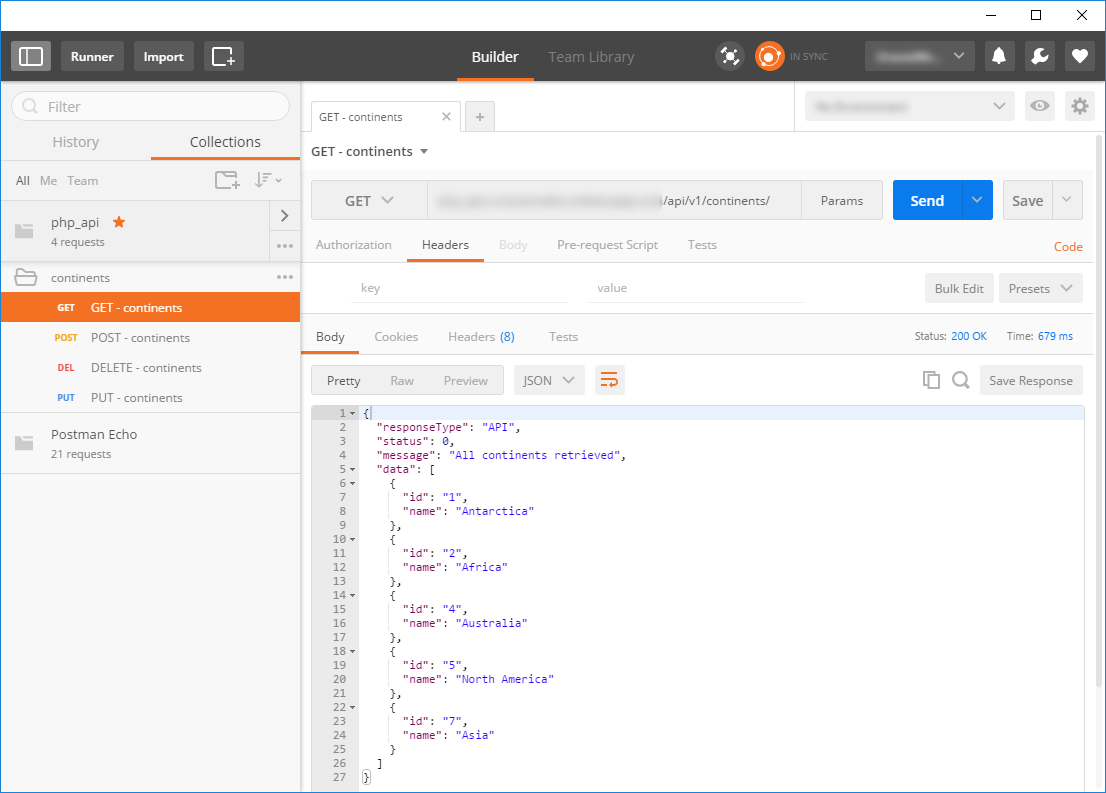 Runner Import Builder Team Library IN SYNC
Filter
GET - continents
History Collections
GET - continents
All Me Team
GET /api/v1/continents/ Params Send Save
php_api
4 requests
Authorization Headers Body Pre-request Script Tests Code
continents
key value Bulk Edit Presets
GET GET - continents
POST POST - continents
DEL DELETE - continents
PUT PUT - continents
Postman Echo
21 requests
Body Cookies Headers (8) Tests Status: 200 OK Time: 679 ms
Pretty Raw Preview JSON Save Response
1 {
2 "responseType": "API",
3 "status": 0,
4 "message": "All continents retrieved",
5 "data": [
6 {
7 "id": "1",
8 "name": "Antarctica"
9 },
10 {
11 "id": "2",
12 "name": "Africa"
13 },
14 {
15 "id": "4",
16 "name": "Australia"
17 },
18 {
19 "id": "5",
20 "name": "North America"
21 },
22 {
23 "id": "7",
24 "name": "Asia"
25 }
26 ]
27 }